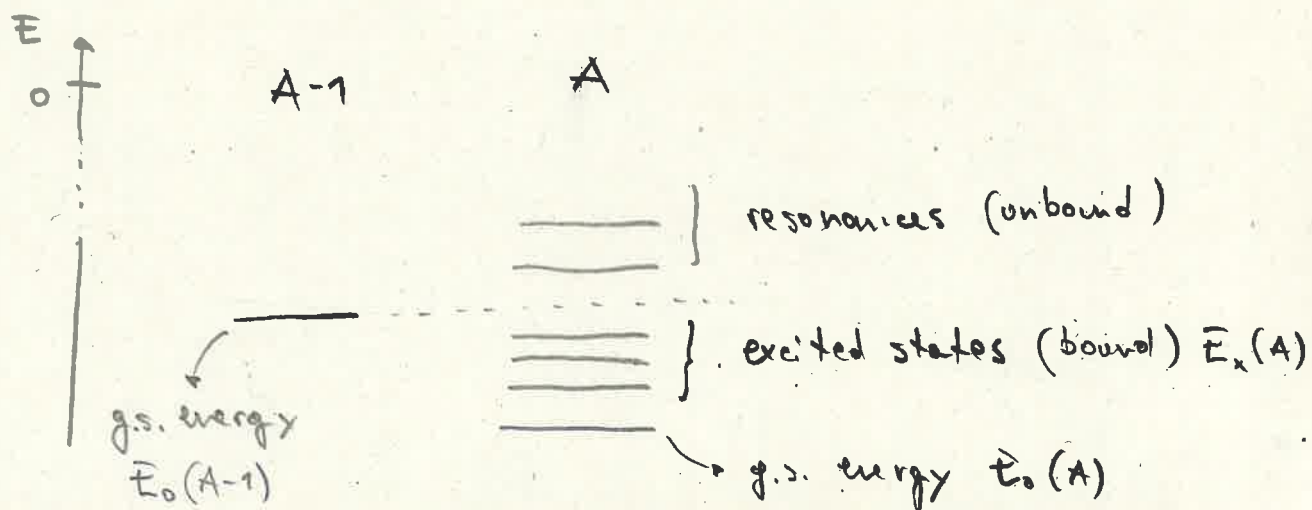 E
0
A-1
A
resonances (unbound)
excited states (bound) Ex(A)
g.s. energy
E0(A-1)
g.s. energy E0(A)